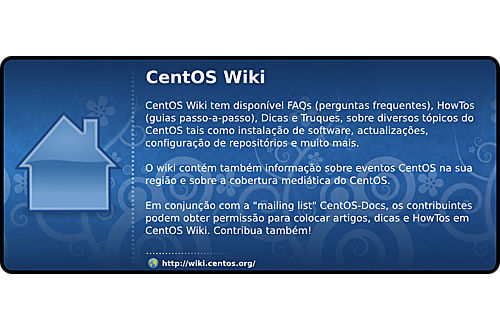 CentOS Wiki
CentOS Wiki tem disponível FAQs (perguntas frequentes), HowTos
(guias passo-a-passo), Dicas e Truques, sobre diversos tópicos do
CentOS tais como instalação de software, actualizações,
configuração de repositórios e muito mais.
O wiki contém também informação sobre eventos CentOS na sua
região e sobre a cobertura mediática do CentOS.
Em conjunção com a "mailing list" CentOS-Docs, os contribuintes
podem obter permissão para colocar artigos, dicas e HowTos em
CentOS Wiki. Contribua também!
http://wiki.centos.org/